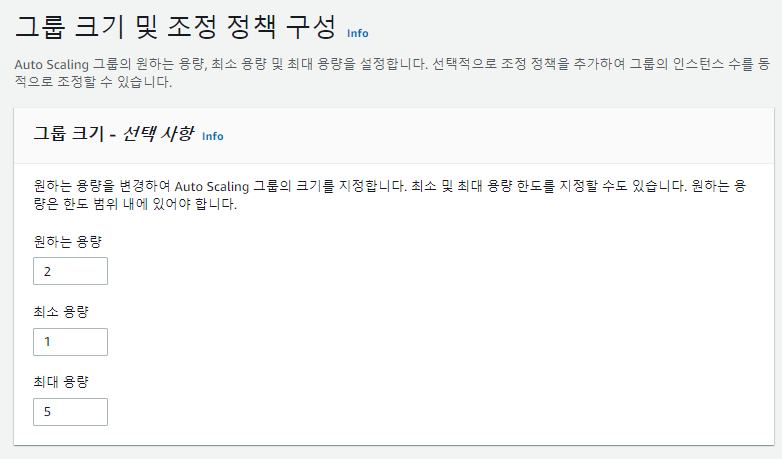 그룹 크기 및 조정 정책 구성 Info
Auto Scaling 그룹의 원하는 용량, 최소 용량 및 최대 용량을 설정합니다. 선택적으로 조정 정책을 추가하여 그룹의 인스턴스 수를 동
적으로 조정할 수 있습니다.
그룹 크기 - 선택 사항 Info
원하는 용량을 변경하여 Auto Scaling 그룹의 크기를 지정합니다. 최소 및 최대 용량 한도를 지정할 수도 있습니다. 원하는 용
량은 한도 범위 내에 있어야 합니다.
원하는 용량
2
최소 용량
1
최대 용량
5